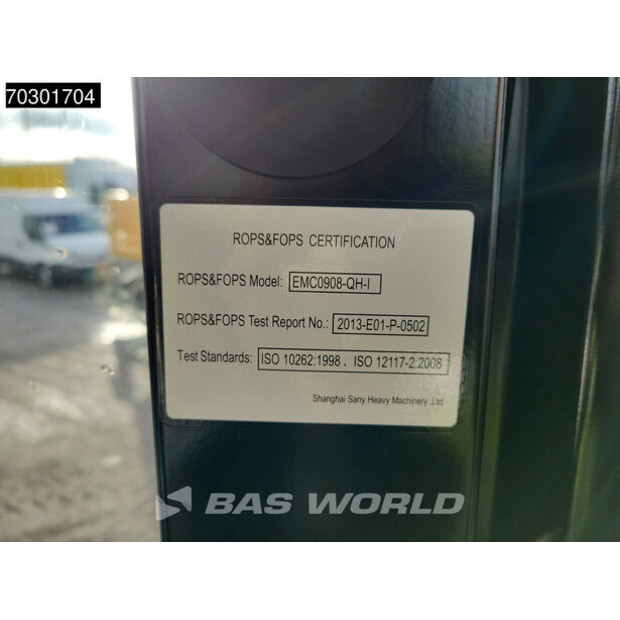 70301704
ROPS&FOPS CERTIFICATION
ROPS&FOPS Model: EMC0908-QH-I
ROPS&FOPS Test Report No.: 2013-E01-P-0502
Test Standards: ISO 10262:1998、ISO 12117-2:2008
Shanghai Sany Heavy Machinery ,Ltd.
BAS WORLD